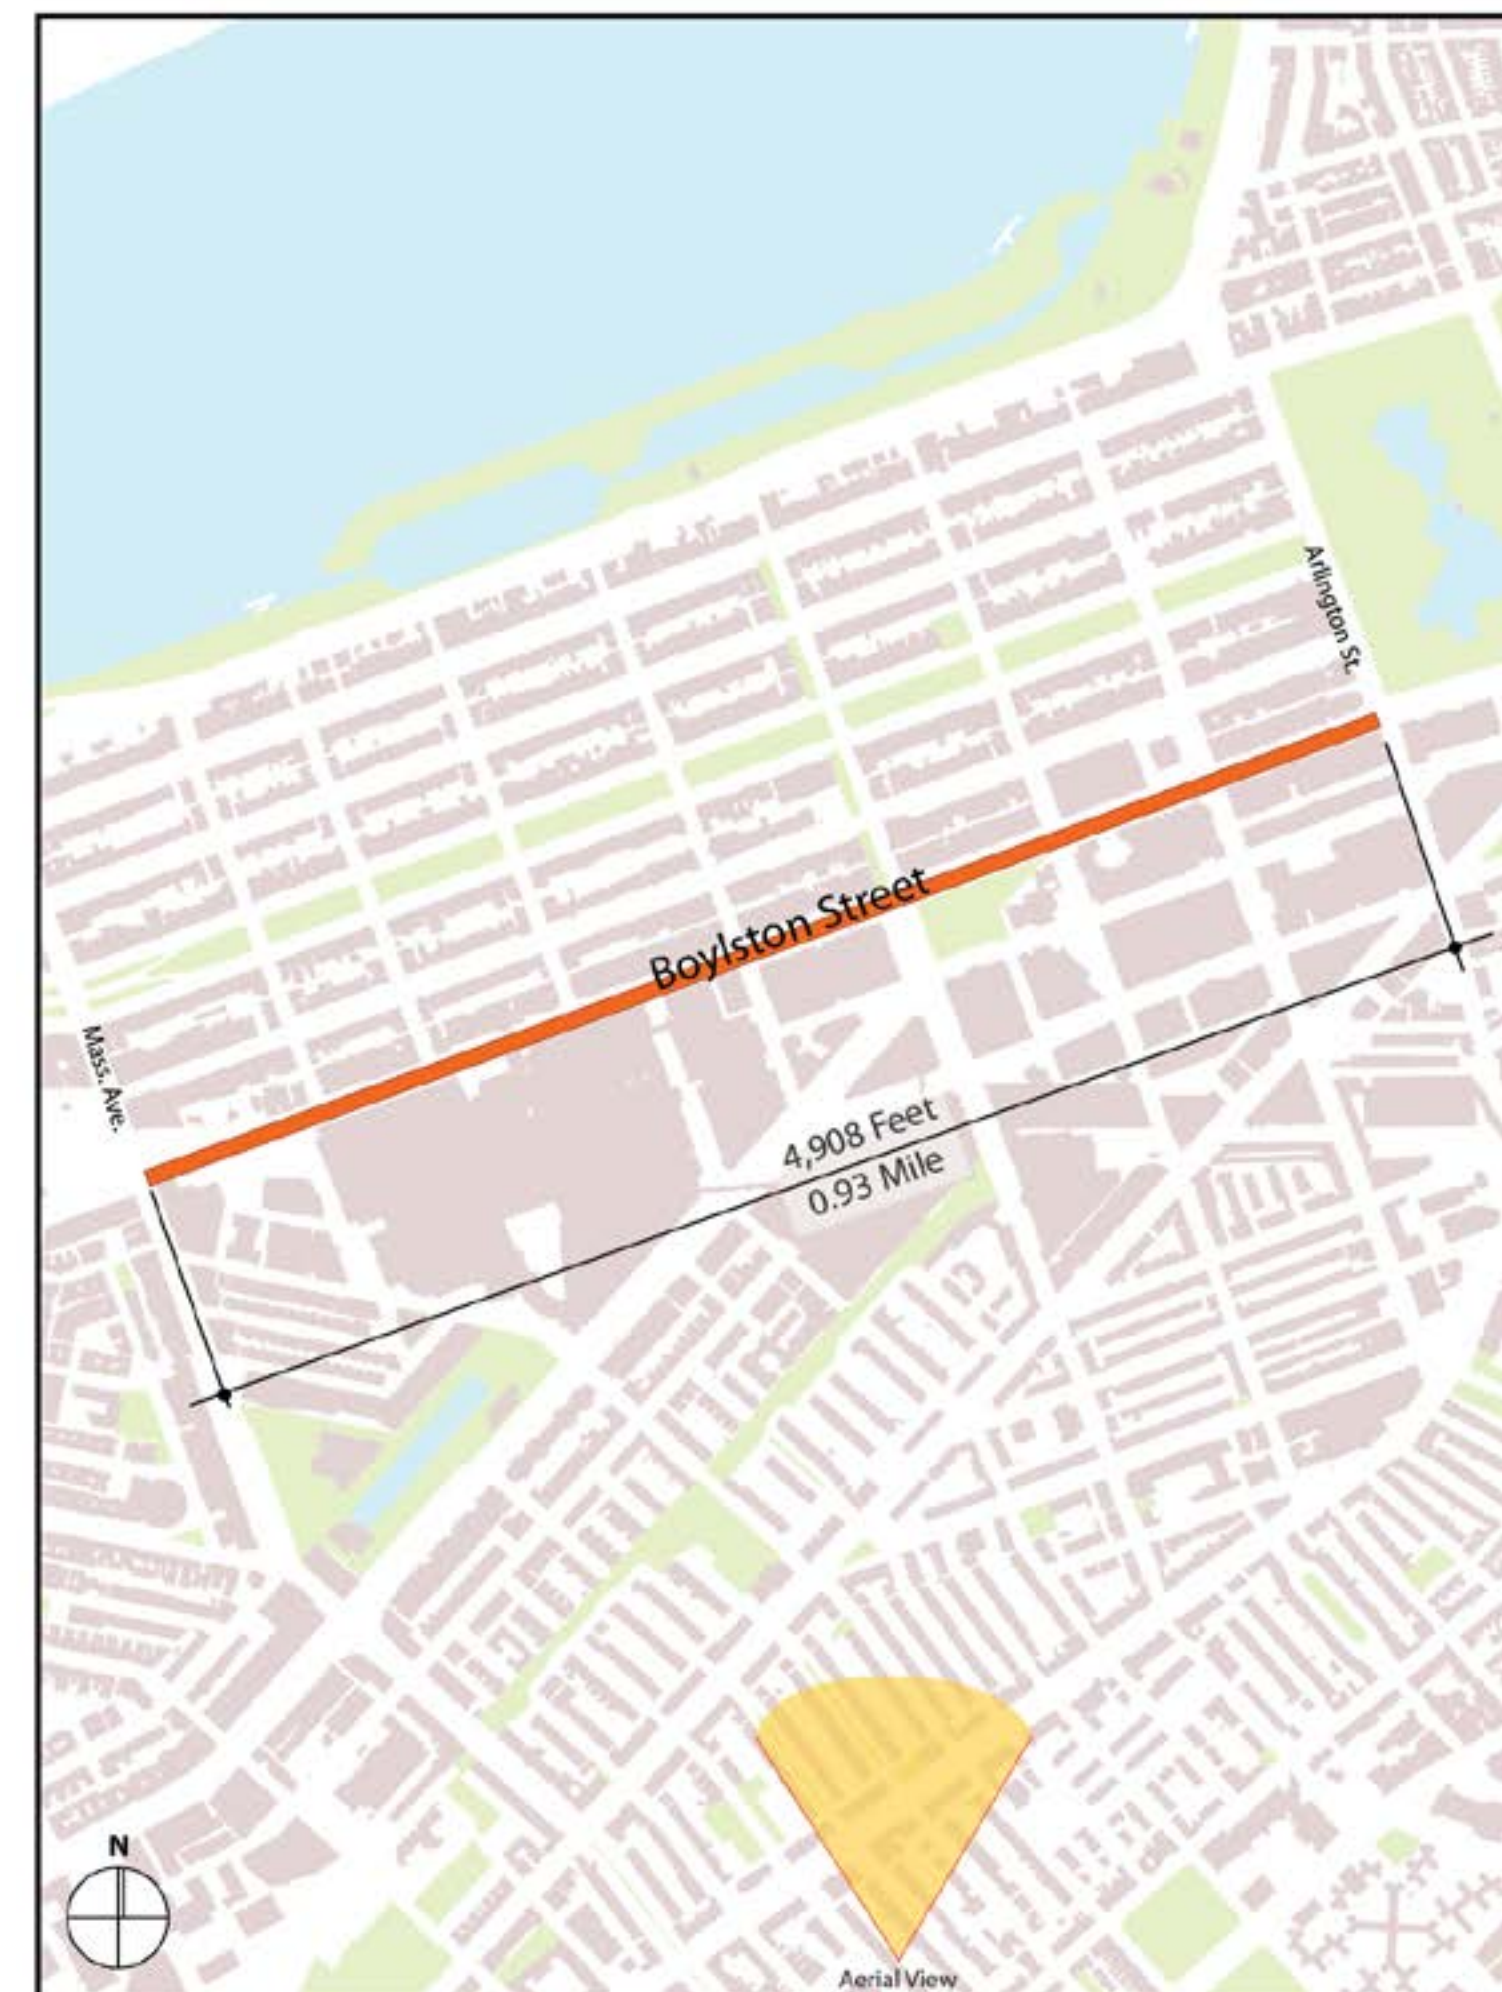 Arlington St.
Boylston Street
Mass. Ave.
4,908 Feet
0.93 Mile
N
Aerial View